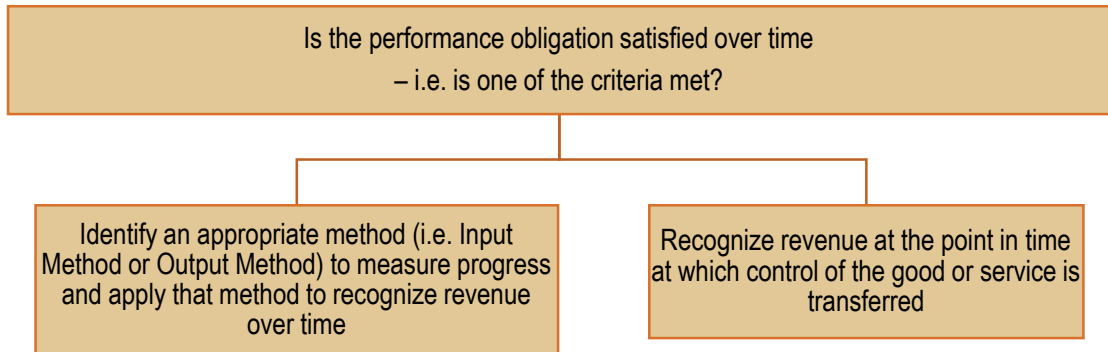 Is the performance obligation satisfied over time
– i.e. is one of the criteria met?
Identify an appropriate method (i.e. Input
Method or Output Method) to measure progress
and apply that method to recognize revenue
over time
Recognize revenue at the point in time
at which control of the good or service is
transferred